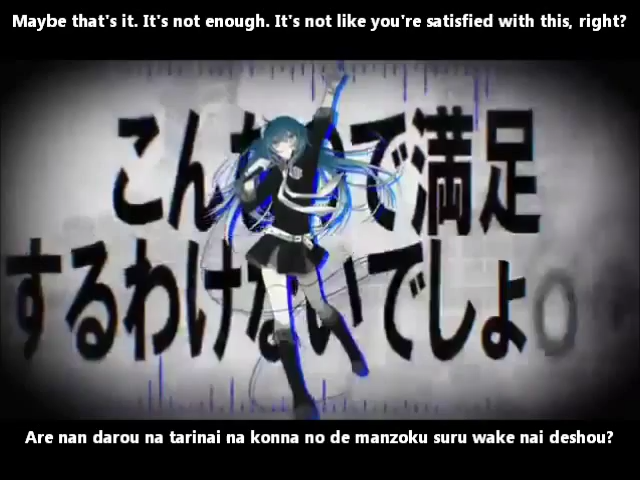 Maybe that's it. It's not enough. It's not like you're satisfied with this, right?
こんなので満足
するわけないでしょ。
Are nan darou na tarinai na konna no de manzoku suru wake nai deshou?